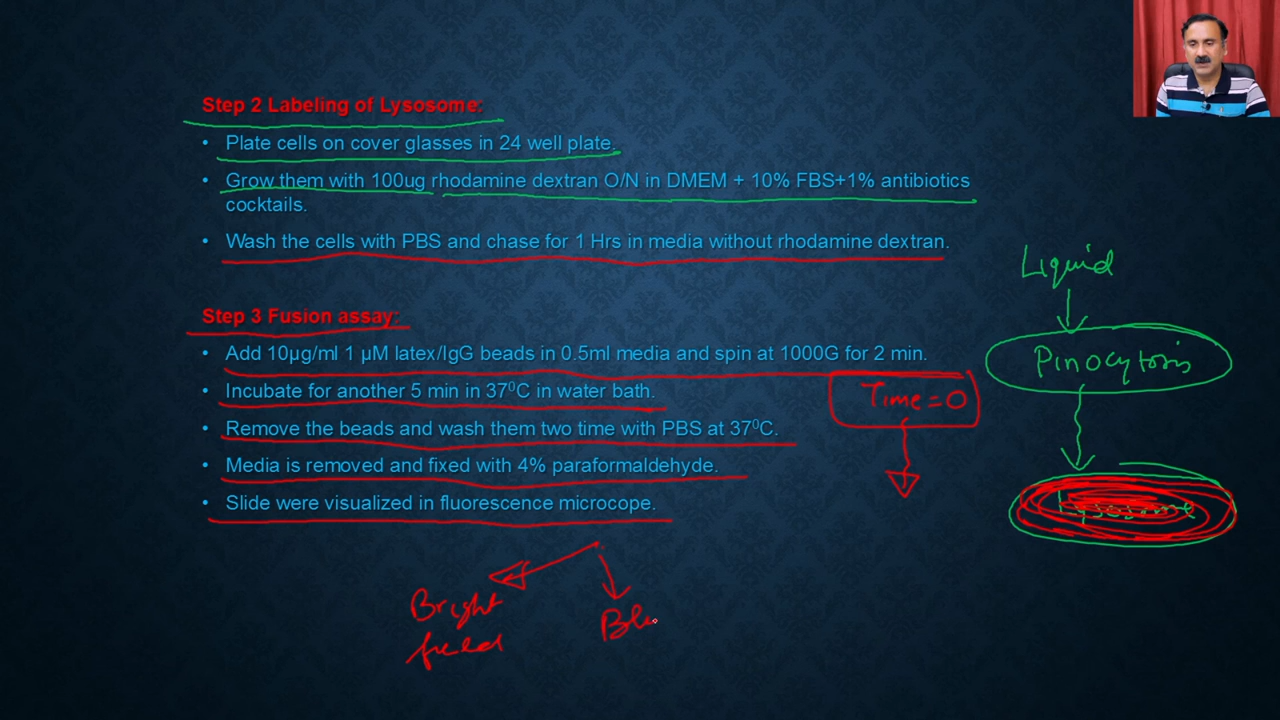 Step 2 Labeling of Lysosome:
• Plate cells on cover glasses in 24 well plate.
• Grow them with 100ug rhodamine dextran O/N in DMEM + 10% FBS+1% antibiotics
cocktails.
• Wash the cells with PBS and chase for 1 Hrs in media without rhodamine dextran.
Step 3 Fusion assay:
• Add 10µg/ml 1 µM latex/IgG beads in 0.5ml media and spin at 1000G for 2 min.
• Incubate for another 5 min in 37⁰C in water bath.
• Remove the beads and wash them two time with PBS at 37⁰C.
• Media is removed and fixed with 4% paraformaldehyde.
• Slide were visualized in fluorescence microcope.
Liquid
Pinocytosis
Lysosome
Time = 0
Bright
field
Blu